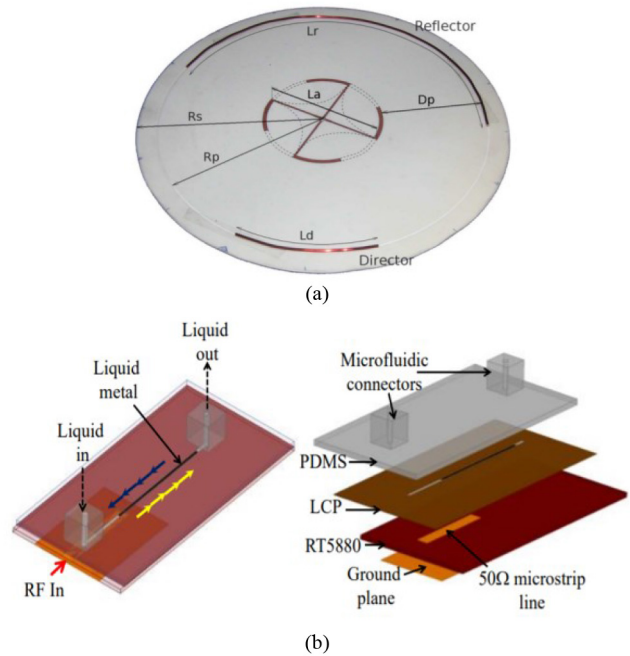 Reflector
Lr
La
Dp
Rs
Rp
Ld
Director
(a)
Liquid
out
Liquid
metal
Liquid
in
RF In
Microfluidic
connectors
PDMS
LCP
RT5880
Ground
plane
50Ω microstrip
line
(b)